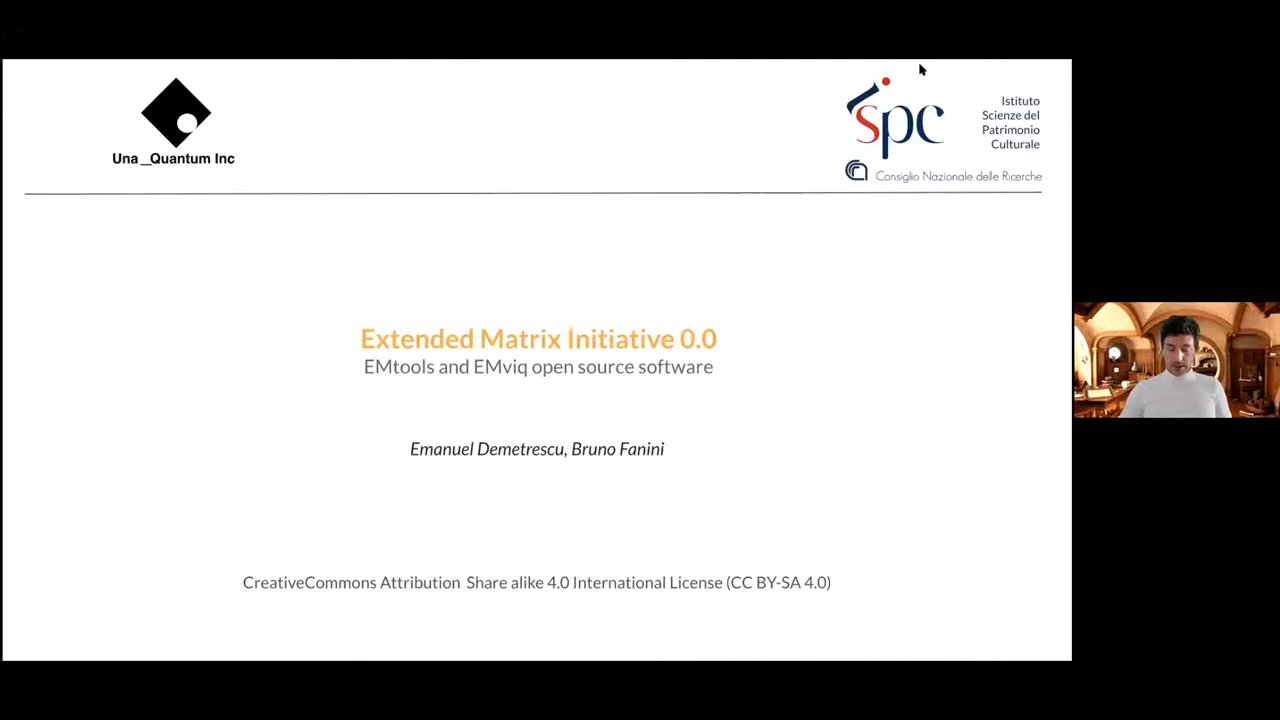 Una_Quantum Inc
ispc
Istituto
Scienze del
Patrimonio
Culturale
Consiglio Nazionale delle Ricerche
Extended Matrix Initiative 0.0
EMtools and EMviq open source software
Emanuel Demetrescu, Bruno Fanini
CreativeCommons Attribution Share alike 4.0 International License (CC BY-SA 4.0)